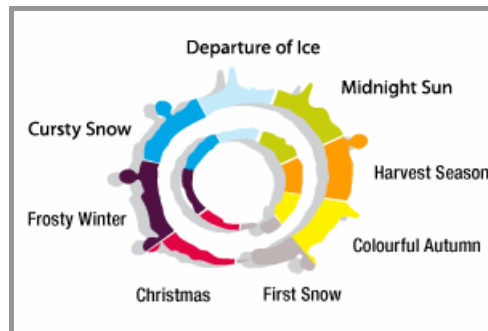 Departure of Ice
Midnight Sun
Cursty Snow
Harvest Season
Frosty Winter
Colourful Autumn
Christmas
First Snow